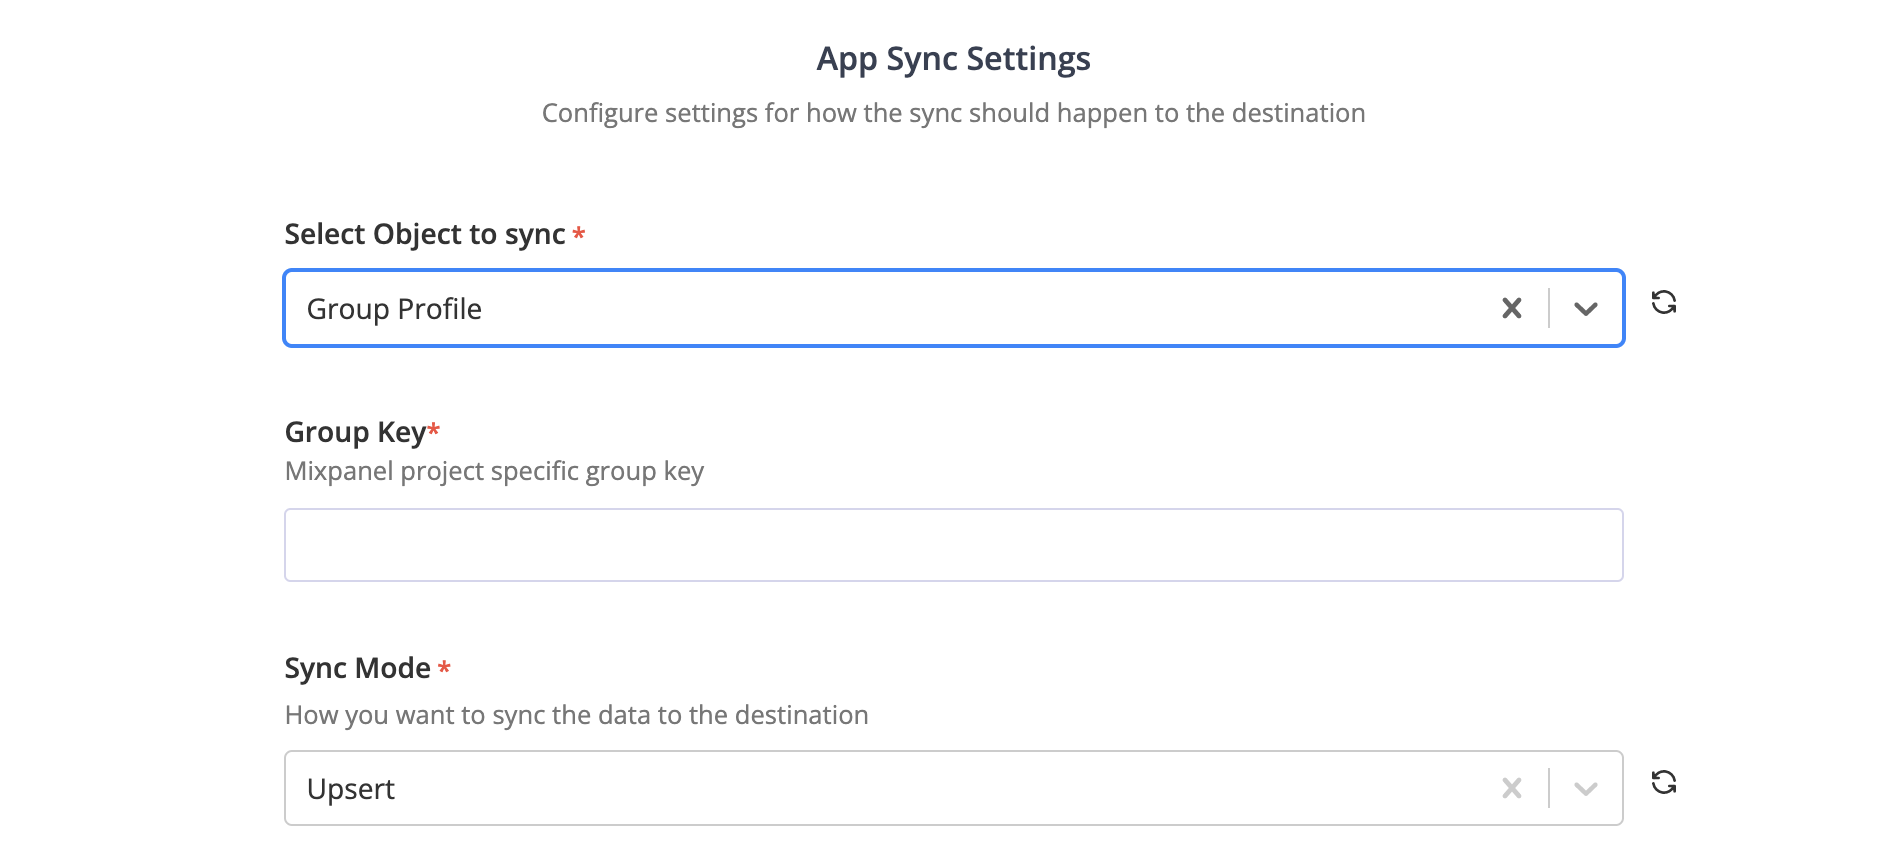 App Sync Settings
Configure settings for how the sync should happen to the destination
Select Object to sync *
Group Profile
Group Key*
Mixpanel project specific group key
Sync Mode *
How you want to sync the data to the destination
Upsert